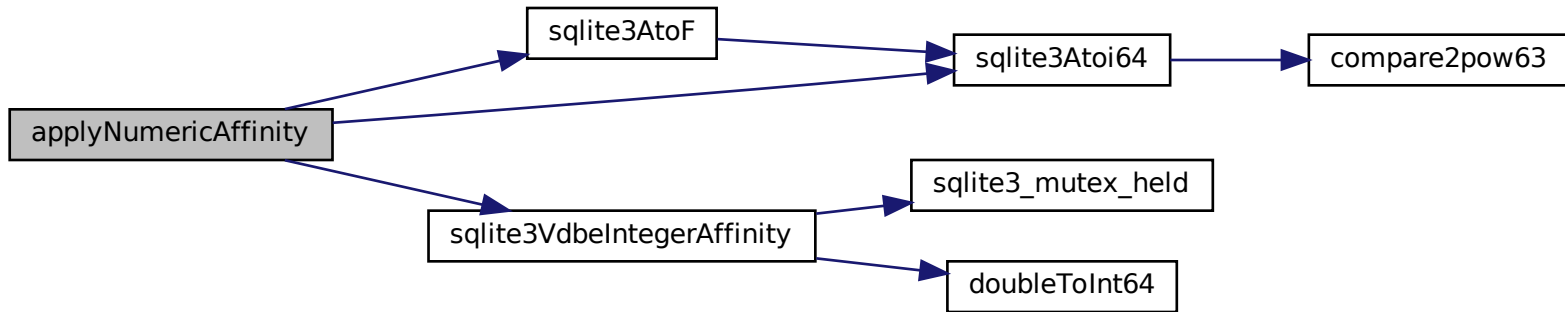 sqlite3AtoF
sqlite3Atoi64
compare2pow63
applyNumericAffinity
sqlite3_mutex_held
sqlite3VdbeIntegerAffinity
doubleToInt64